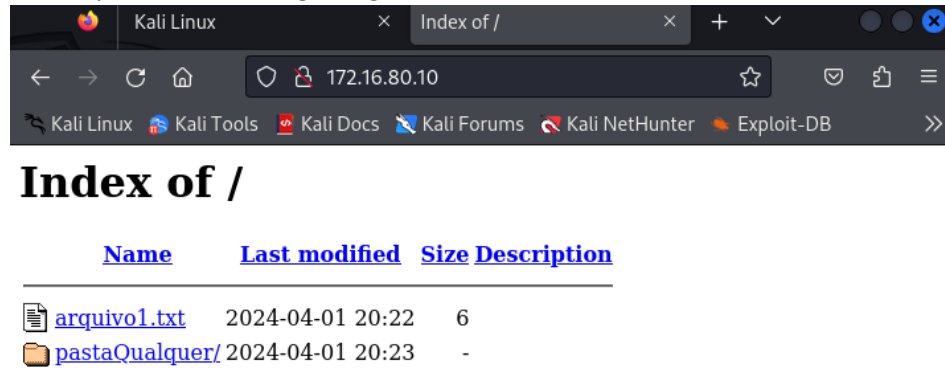 Kali Linux × Index of / × +
172.16.80.10
Kali Linux Kali Tools Kali Docs Kali Forums Kali NetHunter Exploit-DB »
Index of /
Name Last modified Size Description
arquivo1.txt 2024-04-01 20:22 6
pastaQualquer/ 2024-04-01 20:23 -